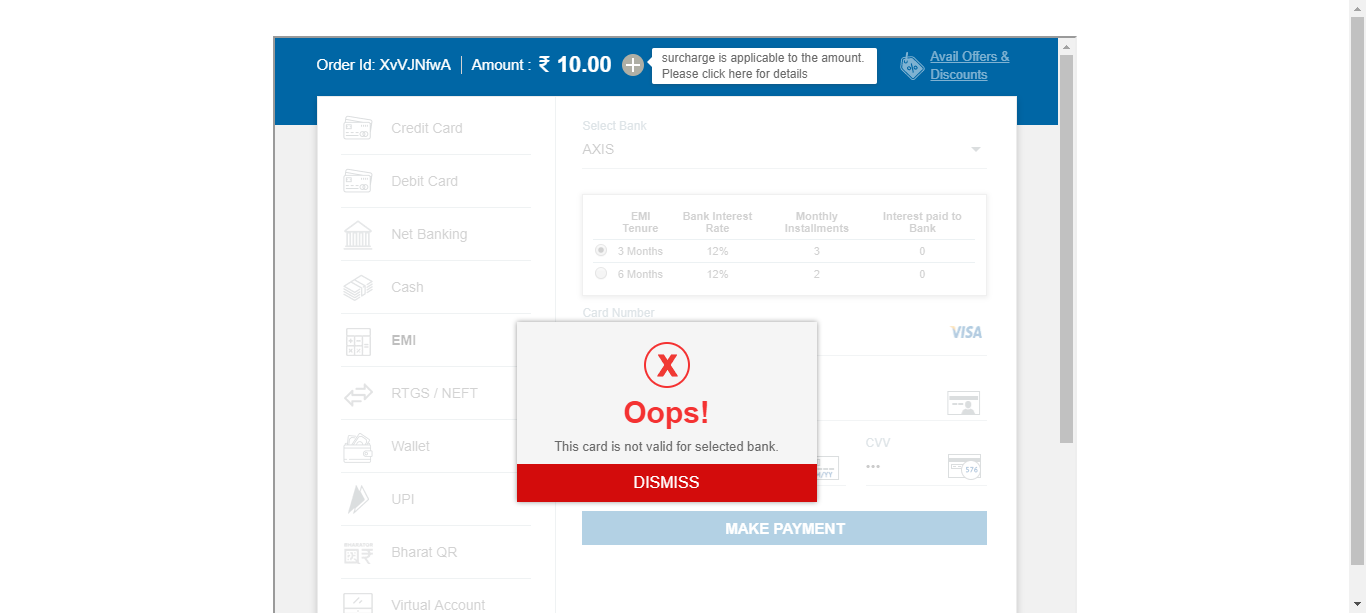 Order Id: XvVJNfwA Amount : ₹ 10.00
surcharge is applicable to the amount.
Please click here for details
Avail Offers &
Discounts
Credit Card
Debit Card
Net Banking
Cash
EMI
RTGS / NEFT
Wallet
UPI
Bharat QR
Virtual Account
Select Bank
AXIS
EMI Tenure Bank Interest Rate Monthly Installments Interest paid to Bank
3 Months 12% 3 0
6 Months 12% 2 0
Card Number
VISA
X
Oops!
This card is not valid for selected bank.
DISMISS
CVV
576
MAKE PAYMENT